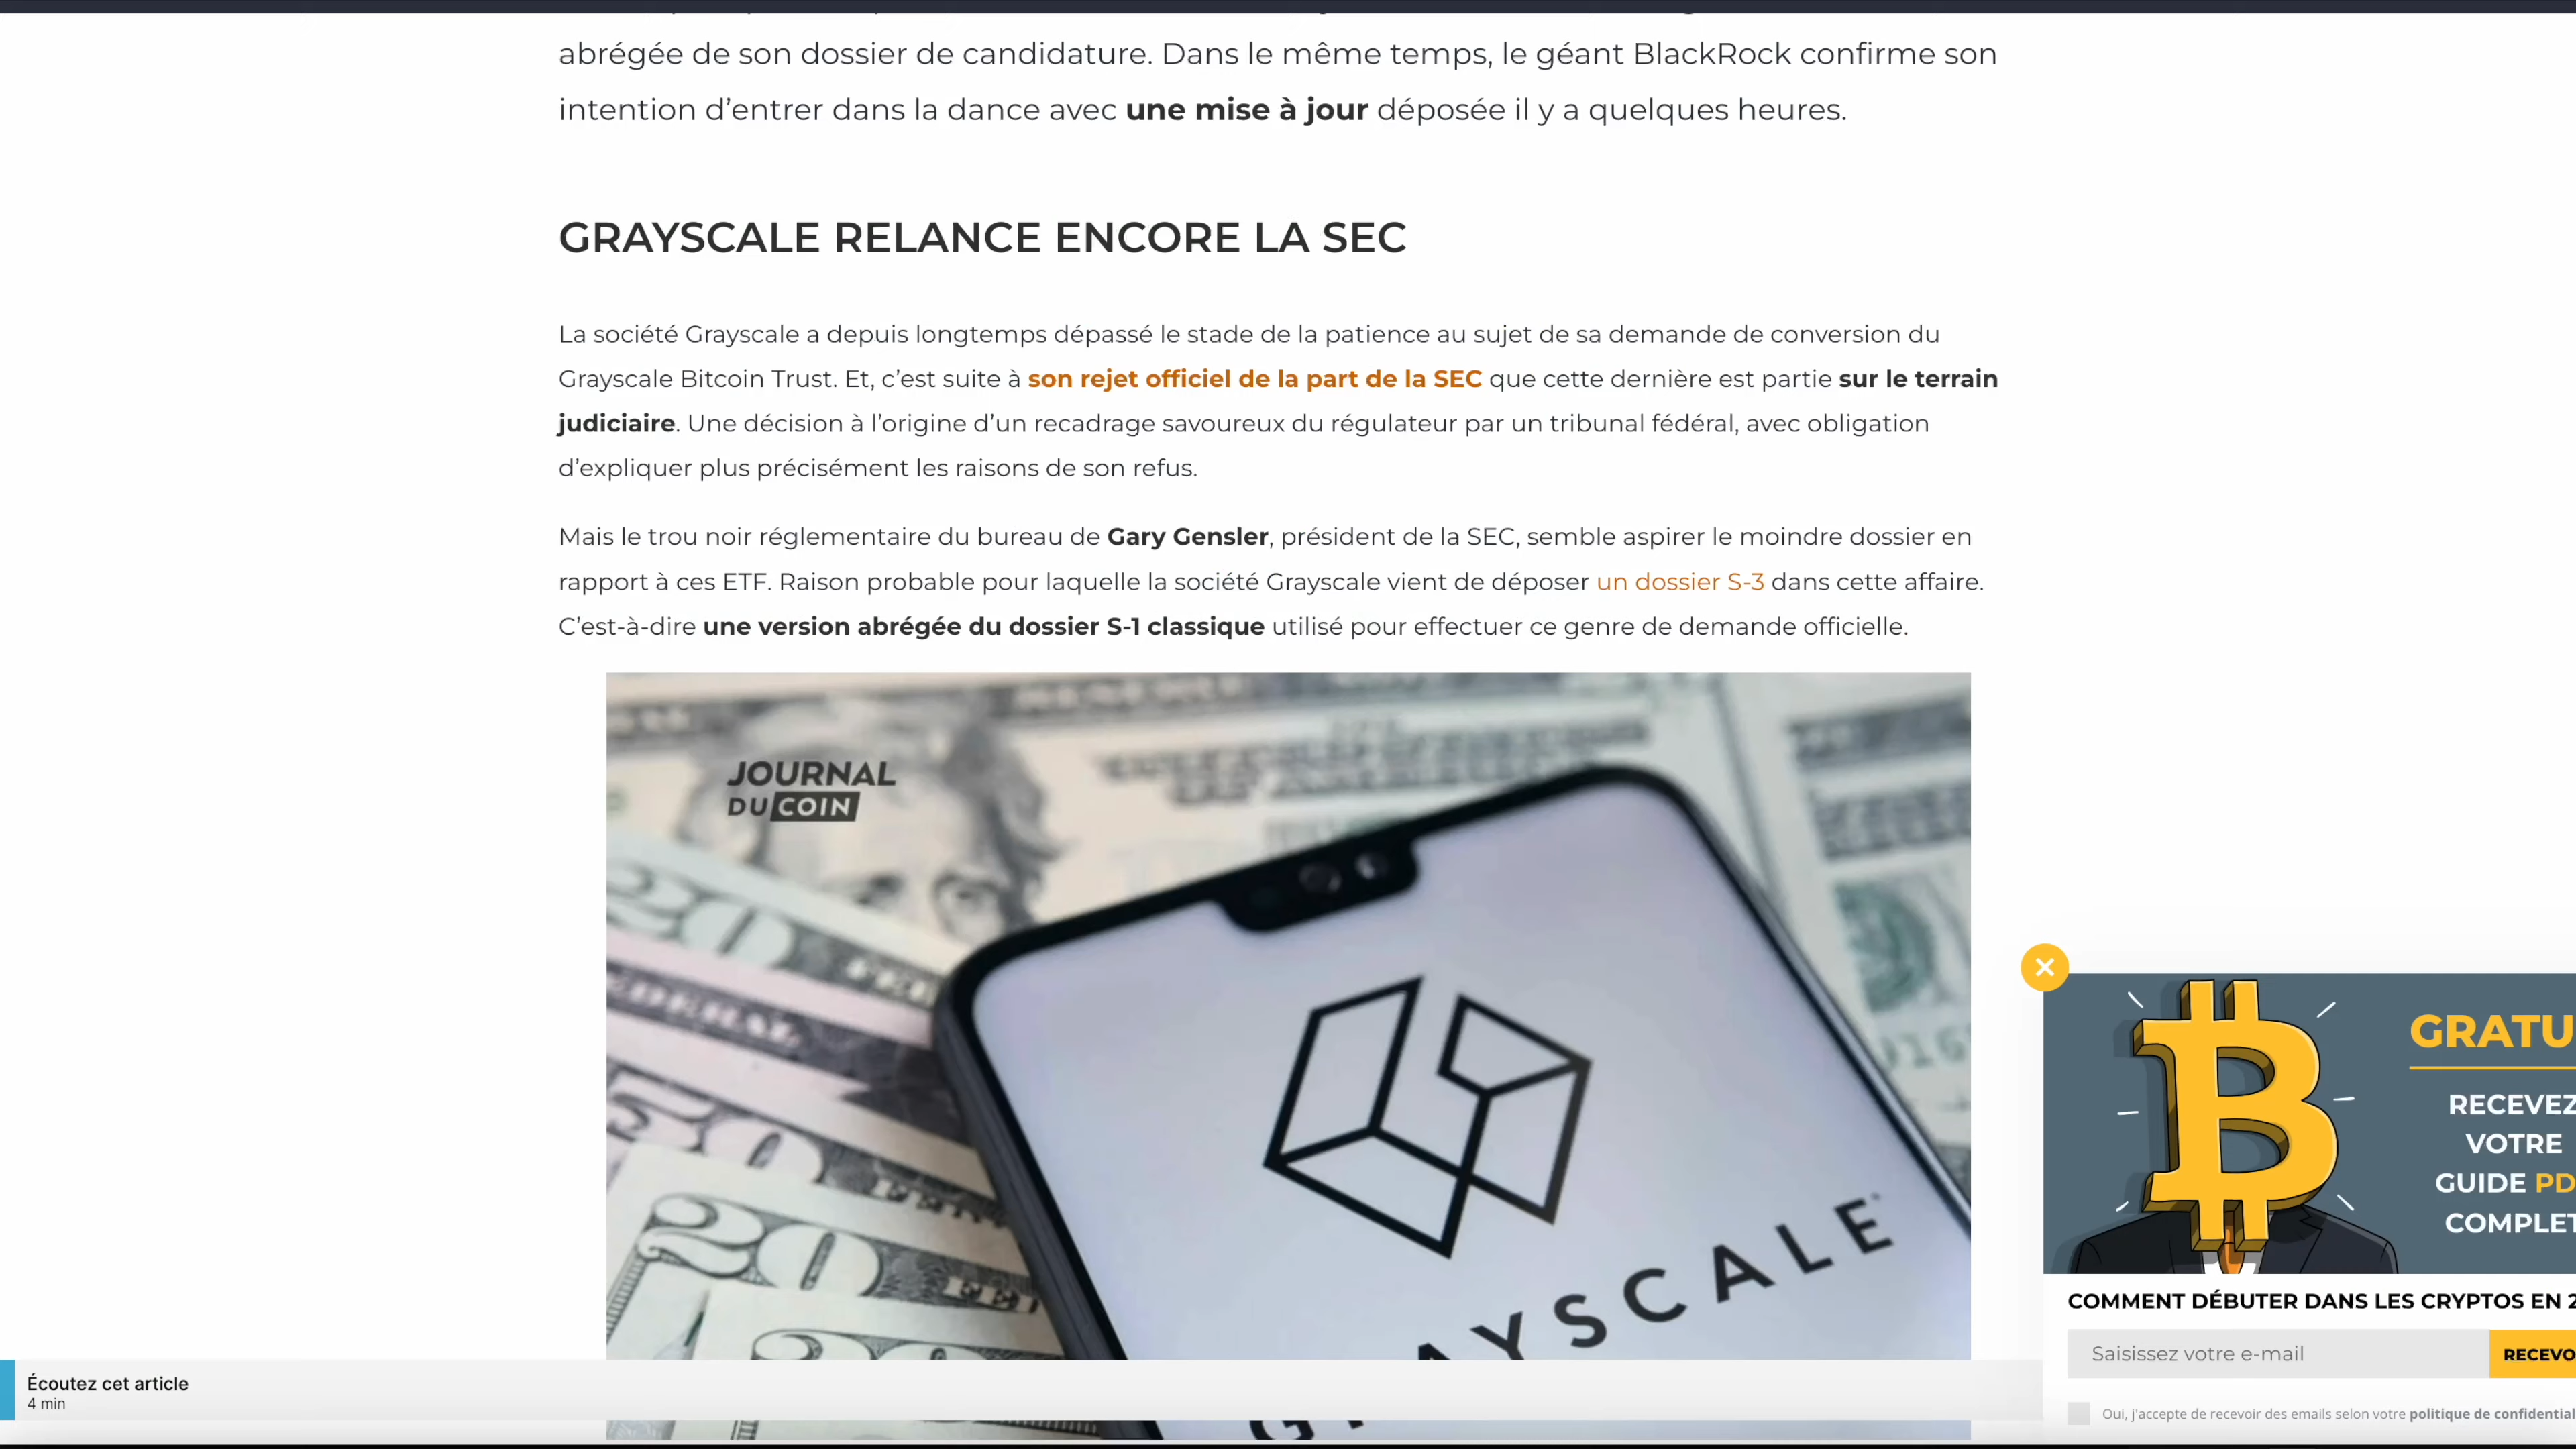 abrégée de son dossier de candidature. Dans le même temps, le géant BlackRock confirme son
intention d'entrer dans la dance avec une mise à jour déposée il y a quelques heures.
GRAYSCALE RELANCE ENCORE LA SEC
La société Grayscale a depuis longtemps dépassé le stade de la patience au sujet de sa demande de conversion du
Grayscale Bitcoin Trust. Et, c'est suite à son rejet officiel de la part de la SEC que cette dernière est partie sur le terrain
judiciaire. Une décision à l'origine d'un recadrage savoureux du régulateur par un tribunal fédéral, avec obligation
d'expliquer plus précisément les raisons de son refus.
Mais le trou noir réglementaire du bureau de Gary Gensler, président de la SEC, semble aspirer le moindre dossier en
rapport à ces ETF. Raison probable pour laquelle la société Grayscale vient de déposer un dossier S-3 dans cette affaire.
C'est-à-dire une version abrégée du dossier S-1 classique utilisé pour effectuer ce genre de demande officielle.
JOURNAL
DU COIN
20
50
20
AYSCALE
GRATU
RECEVEZ
VOTRE
GUIDE PD
COMPLET
COMMENT DÉBUTER DANS LES CRYPTOS EN 2
Saisissez votre e-mail
RECEVO
Oui, j'accepte de recevoir des emails selon votre politique de confidential
Écoutez cet article
4 min